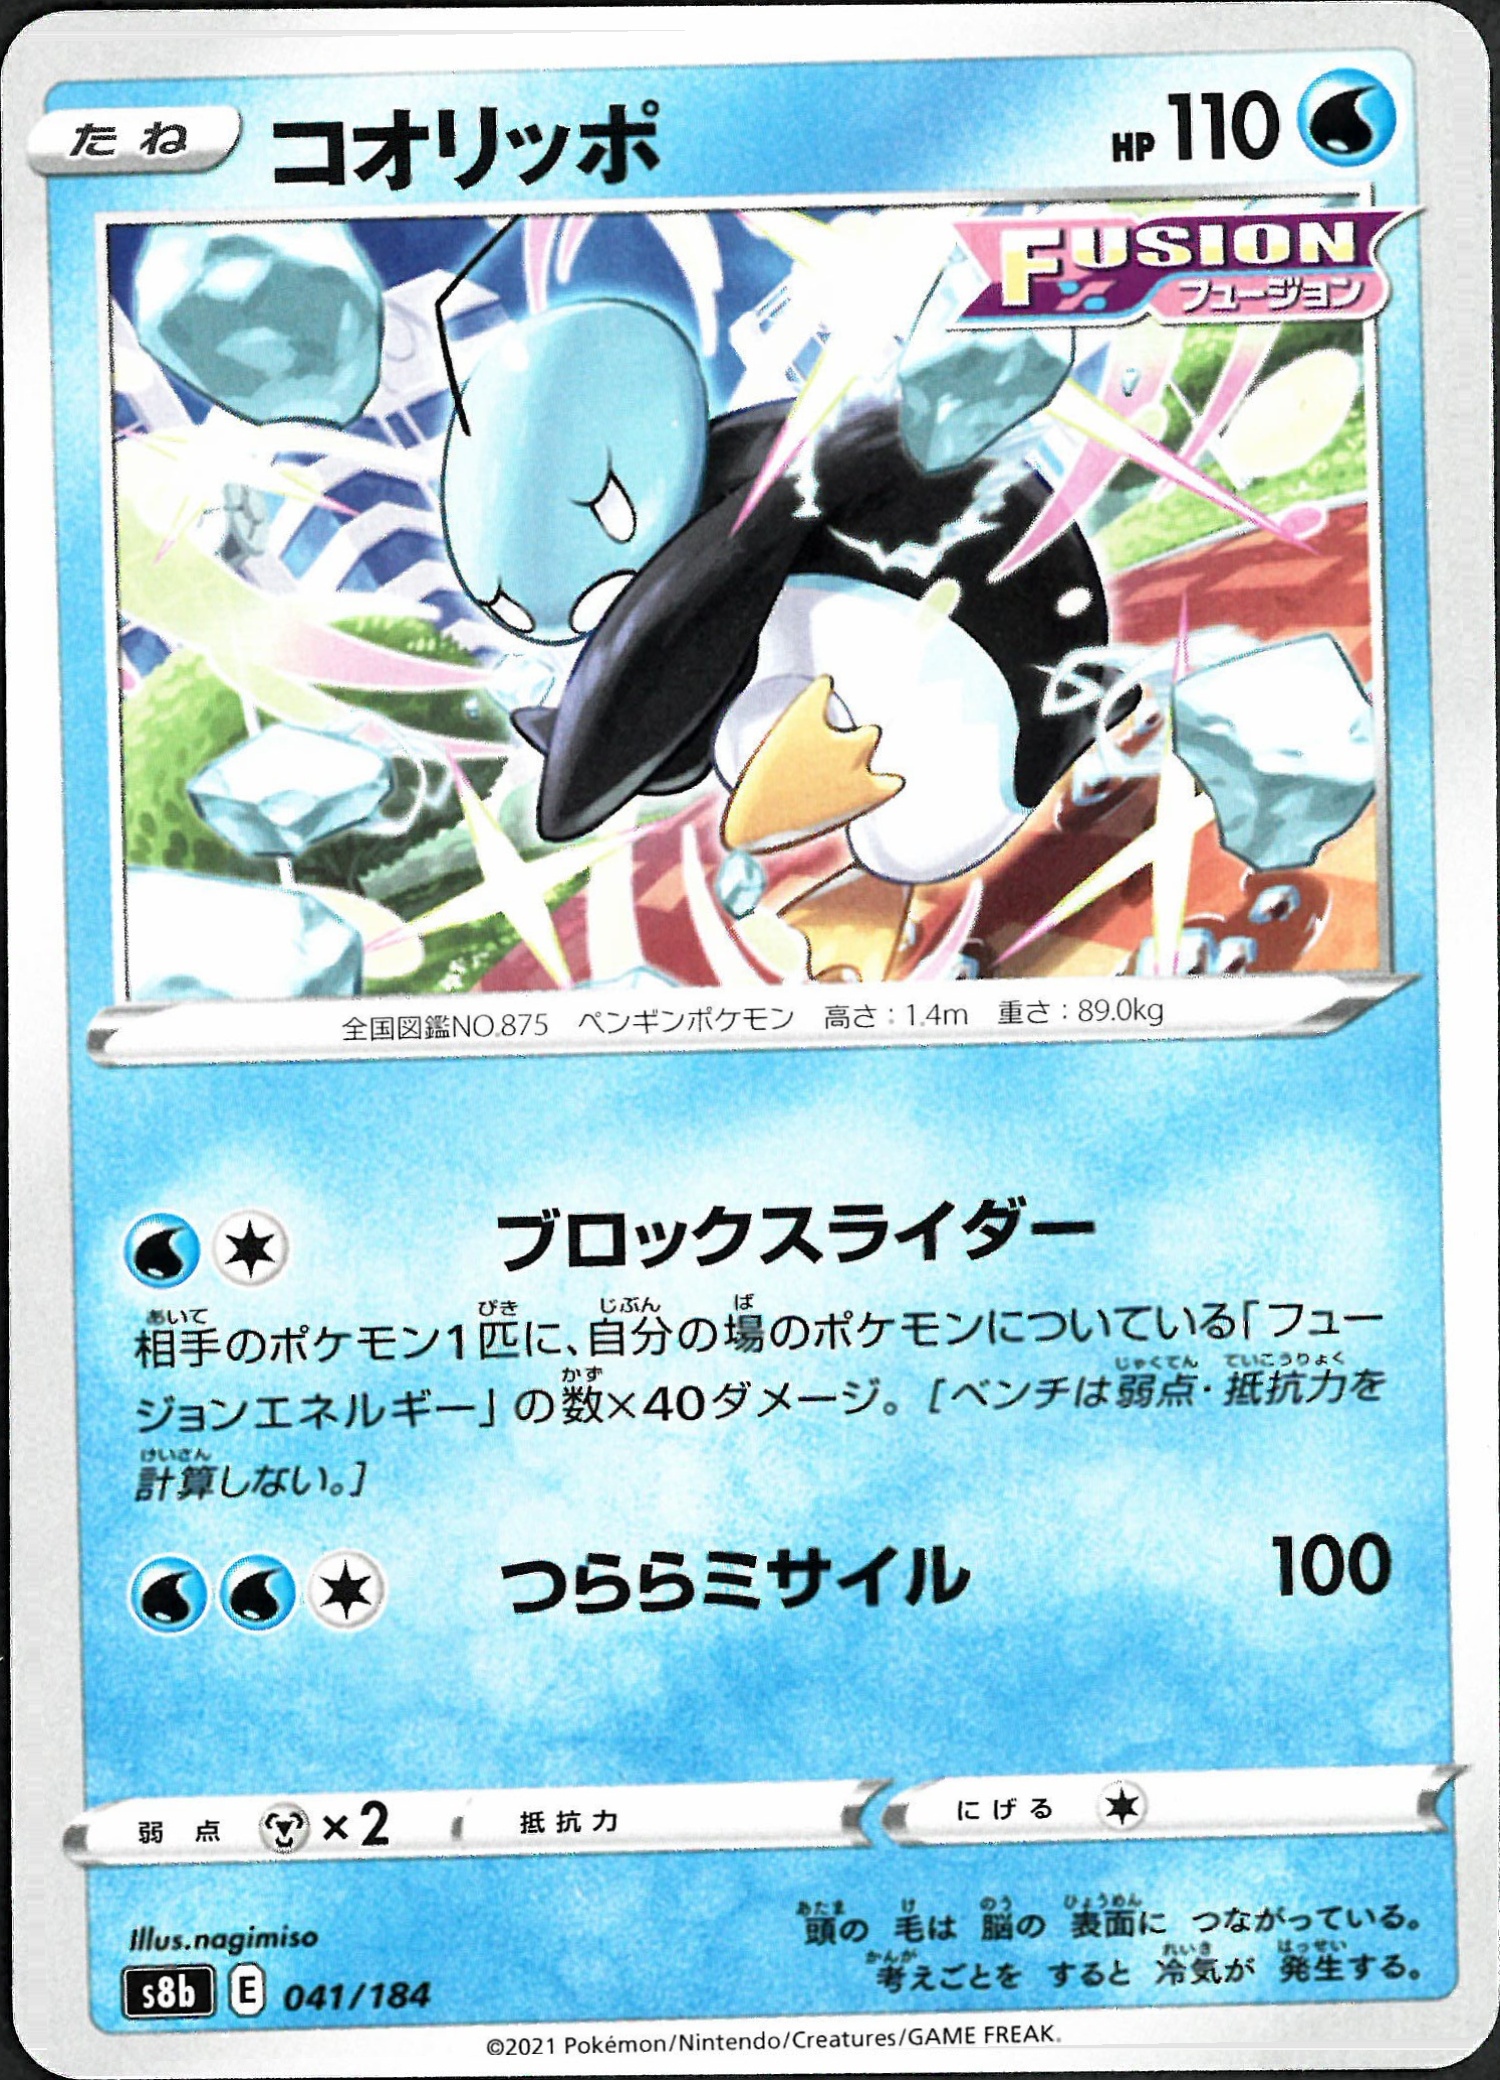 たね
コオリッポ
HP 110
FUSION
フュージョン
全国図鑑NO.875 ペンギンポケモン 高さ:1.4m 重さ:89.0kg
ブロックスライダー
相手のポケモン1匹に、自分の場のポケモンについている「フュー
ジョンエネルギー」の数×40ダメージ。[ベンチは弱点・抵抗力を
計算しない。]
つららミサイル 100
弱点 ×2 抵抗力 にげる
頭の 毛は 脳の 表面に つながっている。
考えごとを すると 冷気が 発生する。
Illus.nagimiso
s8b E 041/184
©2021 Pokémon/Nintendo/Creatures/GAME FREAK.